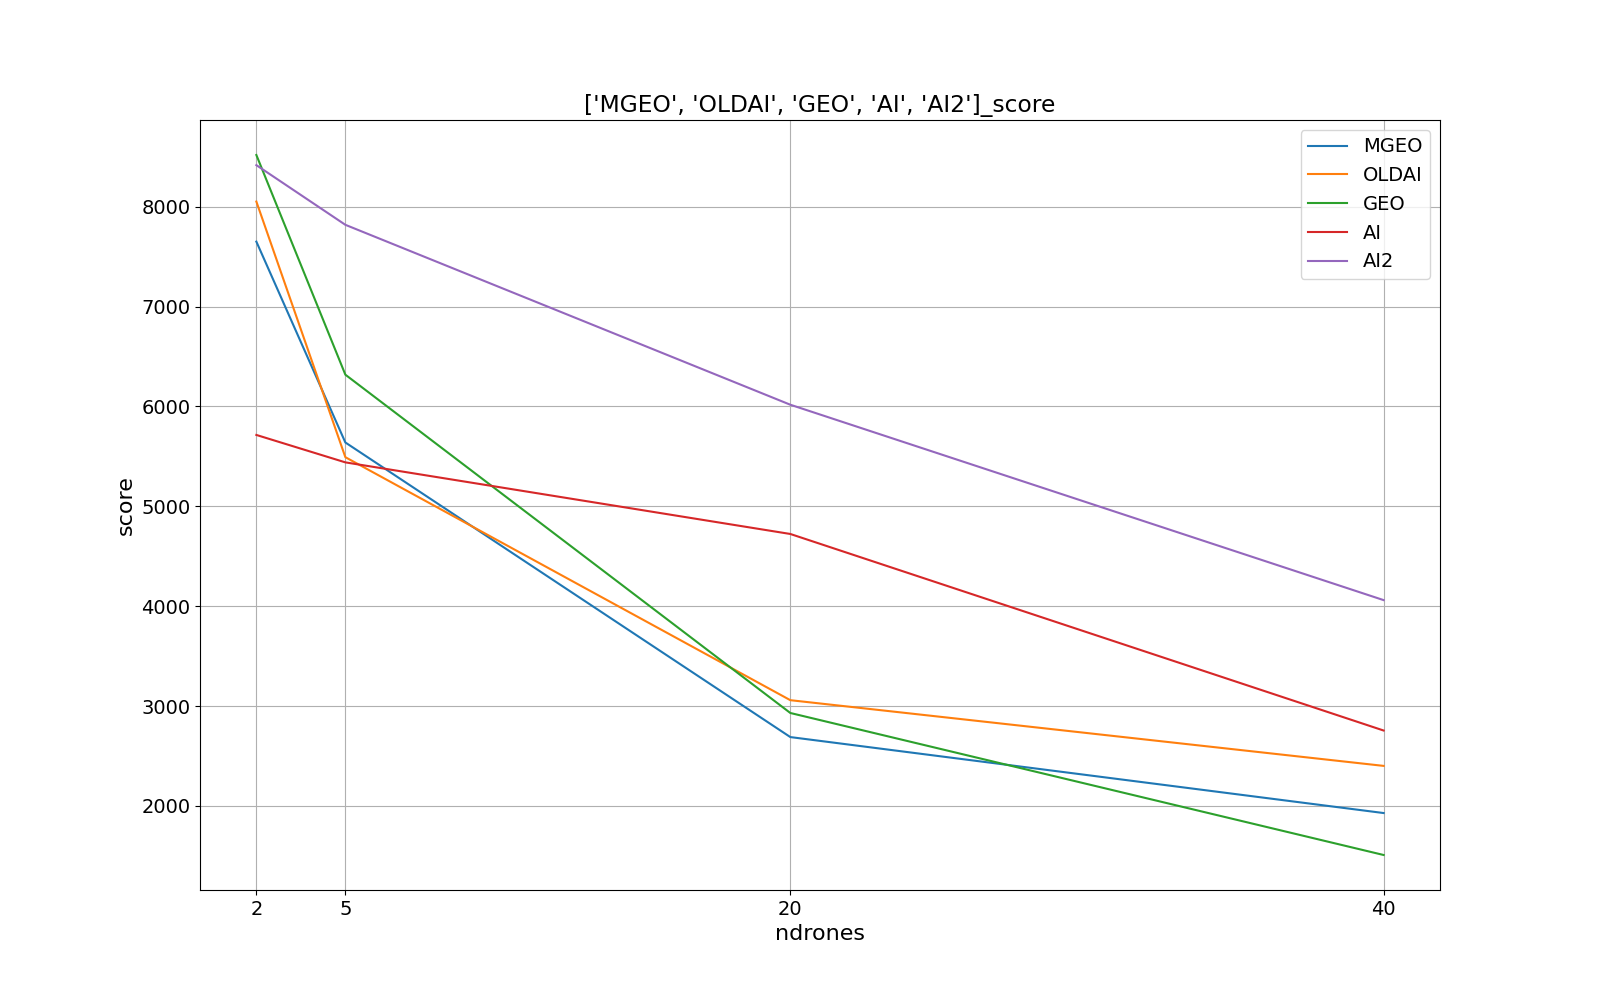 ['MGEO', 'OLDAI', 'GEO', 'AI', 'AI2']_score
MGEO
OLDAI
GEO
AI
AI2
8000
7000
6000
5000
4000
3000
2000
score
2 5 20 40
ndrones